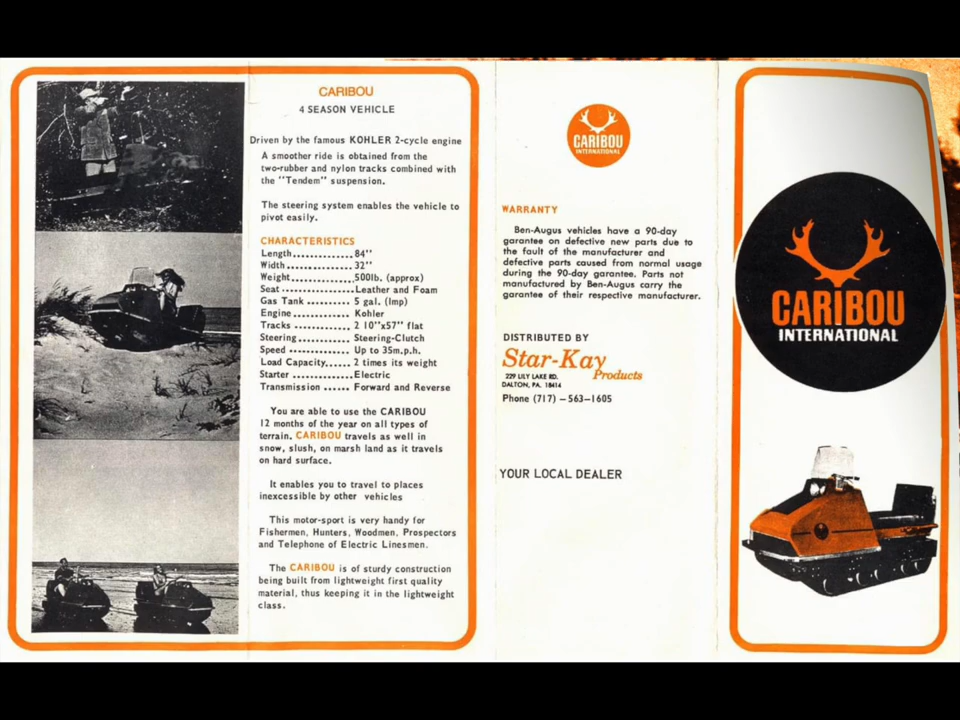 CARIBOU
4 SEASON VEHICLE
Driven by the famous KOHLER 2-cycle engine
A smoother ride is obtained from the
two-rubber and nylon tracks combined with
the "Tendem" suspension.
The steering system enables the vehicle to
pivot easily.
CHARACTERISTICS
Length.............84"
Width..............32"
Weight.............500lb. (approx)
Seat ...............Leather and Foam
Gas Tank ..........5 gal. (Imp)
Engine.............Kohler
Tracks .............2 10"x57" flat
Steering............Steering-Clutch
Speed ..............Up to 35m.p.h.
Load Capacity......2 times its weight
Starter .............Electric
Transmission ......Forward and Reverse
You are able to use the CARIBOU
12 months of the year on all types of
terrain. CARIBOU travels as well in
snow, slush, on marsh land as it travels
on hard surface.
It enables you to travel to places
inexcessible by other vehicles
This motor-sport is very handy for
Fishermen, Hunters, Woodmen, Prospectors
and Telephone of Electric Linesmen.
The CARIBOU is of sturdy construction
being built from lightweight first quality
material, thus keeping it in the lightweight
class.
CARIBOU
INTERNATIONAL
WARRANTY
Ben-Augus vehicles have a 90-day
garantee on defective new parts due to
the fault of the manufacturer and
defective parts caused from normal usage
during the 90-day garantee. Parts not
manufactured by Ben-Augus carry the
garantee of their respective manufacturer.
DISTRIBUTED BY
Star-Kay
Products
229 LILY LAKE RD.
DALTON, PA. 18414
Phone (717) – 563–1605
YOUR LOCAL DEALER
CARIBOU
INTERNATIONAL